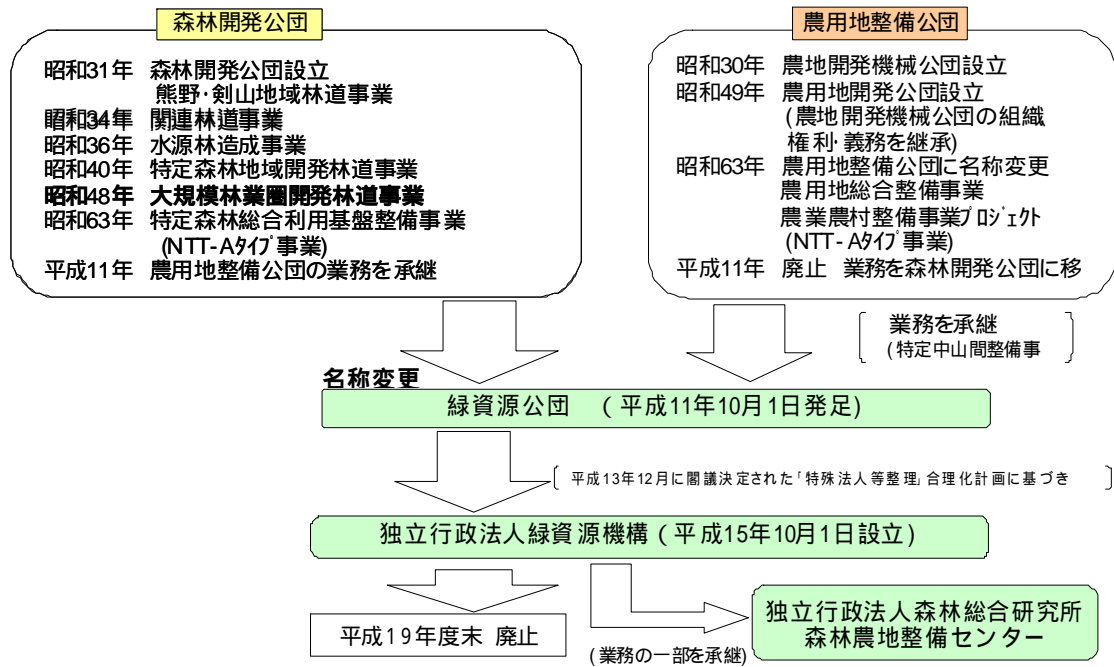 森林開発公団
昭和31年 森林開発公団設立
熊野･剣山地域林道事業
昭和34年 関連林道事業
昭和36年 水源林造成事業
昭和40年 特定森林地域開発林道事業
昭和48年 大規模林業圏開発林道事業
昭和63年 特定森林総合利用基盤整備事業
(NTT-Aﾀｲﾌﾟ事業)
平成11年 農用地整備公団の業務を承継
農用地整備公団
昭和30年 農地開発機械公団設立
昭和49年 農用地開発公団設立
(農地開発機械公団の組織
権利･義務を継承)
昭和63年 農用地整備公団に名称変更
農用地総合整備事業
農業農村整備事業ﾌﾟﾛｼﾞｪｸﾄ
(NTT-Aﾀｲﾌﾟ事業)
平成11年 廃止 業務を森林開発公団に移
業務を承継
(特定中山間整備事
名称変更
緑資源公団 (平成11年10月1日発足)
平成13年12月に閣議決定された｢特殊法人等整理｣合理化計画に基づき
独立行政法人緑資源機構(平成15年10月1日設立)
平成19年度末 廃止
(業務の一部を承継)
独立行政法人森林総合研究所
森林農地整備センター